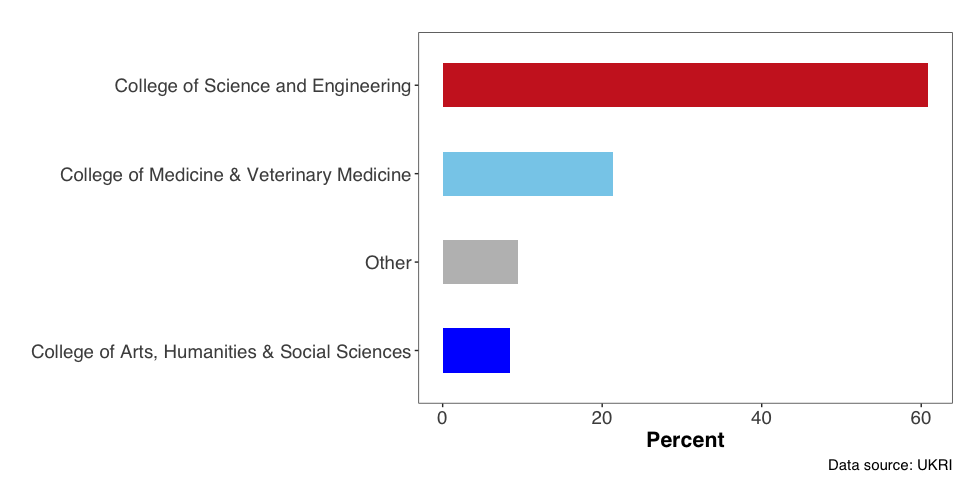 College of Science and Engineering
College of Medicine & Veterinary Medicine
Other
College of Arts, Humanities & Social Sciences
0 20 40 60
Percent
Data source: UKRI